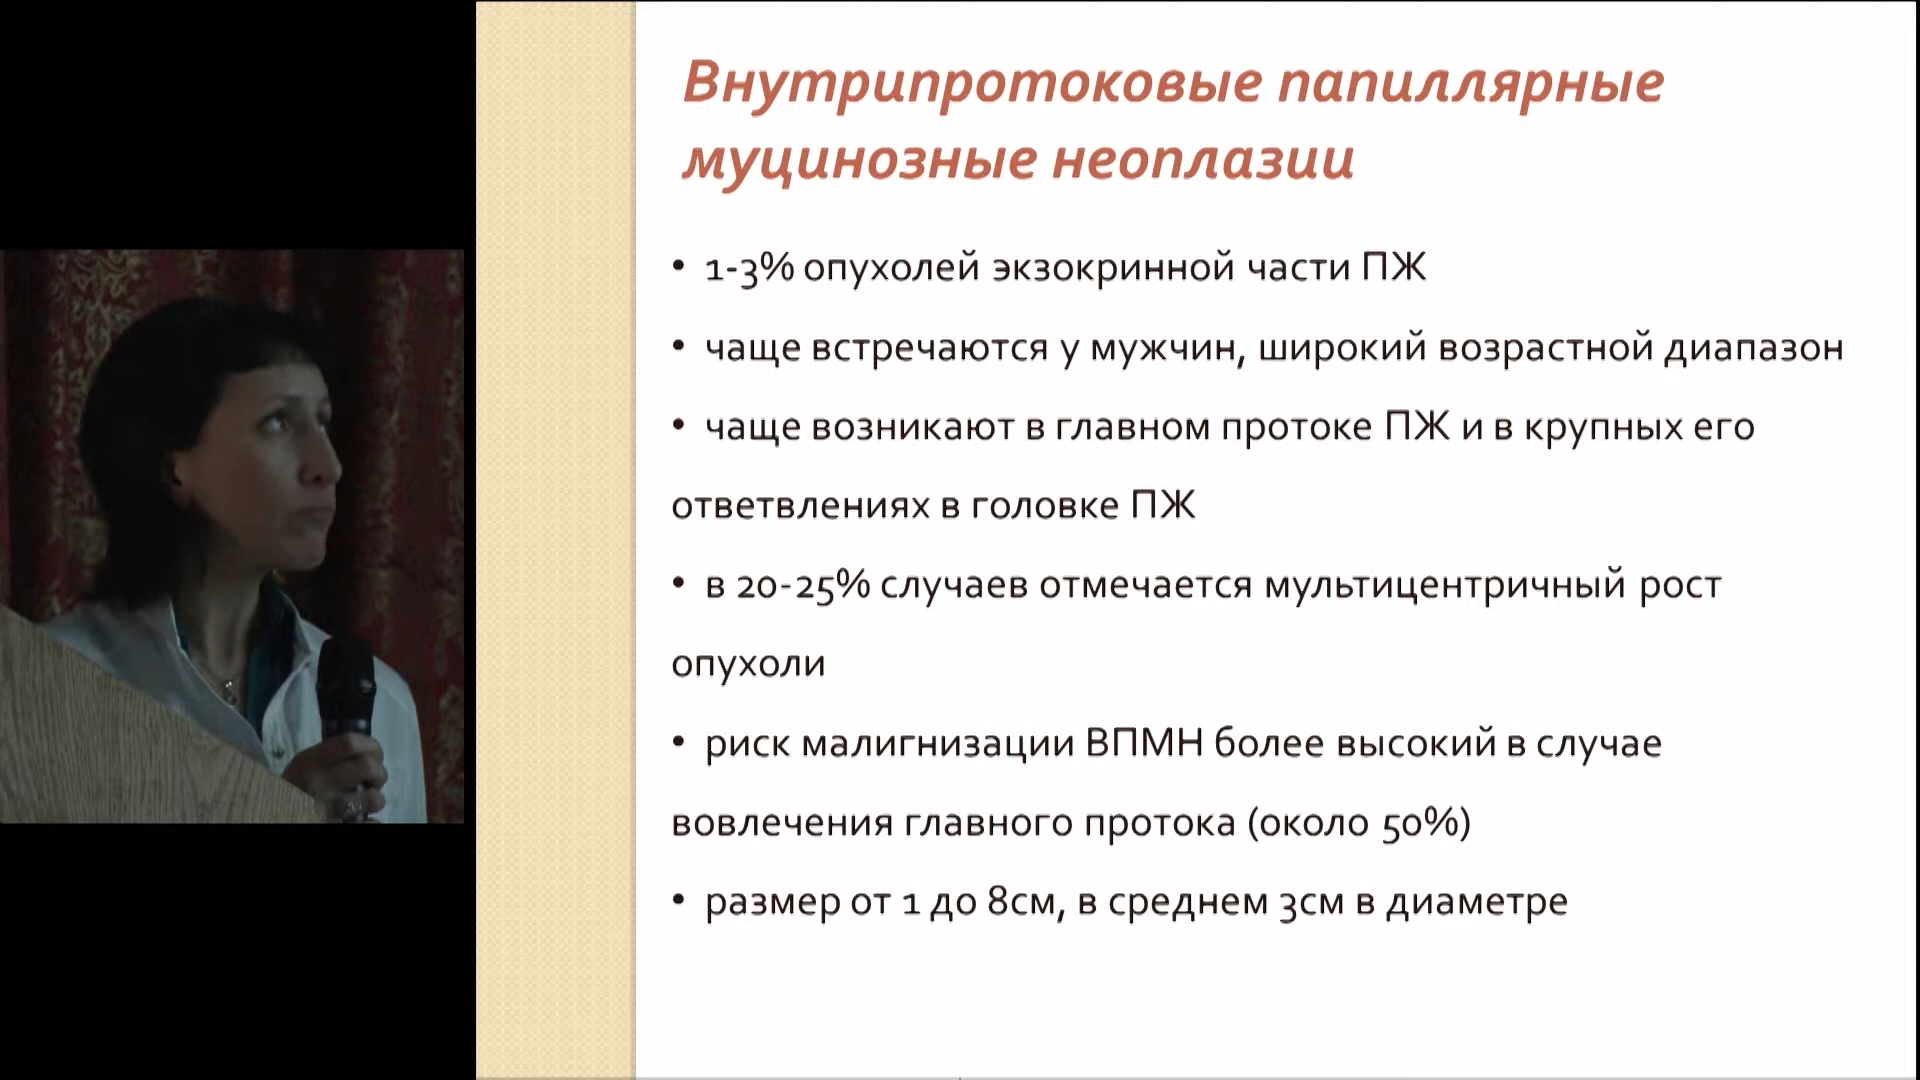 Внутрипротоковые папиллярные
муцинозные неоплазии
• 1-3% опухолей экзокринной части ПЖ
• чаще встречаются у мужчин, широкий возрастной диапазон
• чаще возникают в главном протоке ПЖ и в крупных его
ответвлениях в головке ПЖ
• в 20-25% случаев отмечается мультицентричный рост
опухоли
• риск малигнизации ВПМН более высокий в случае
вовлечения главного протока (около 50%)
• размер от 1 до 8см, в среднем 3см в диаметре